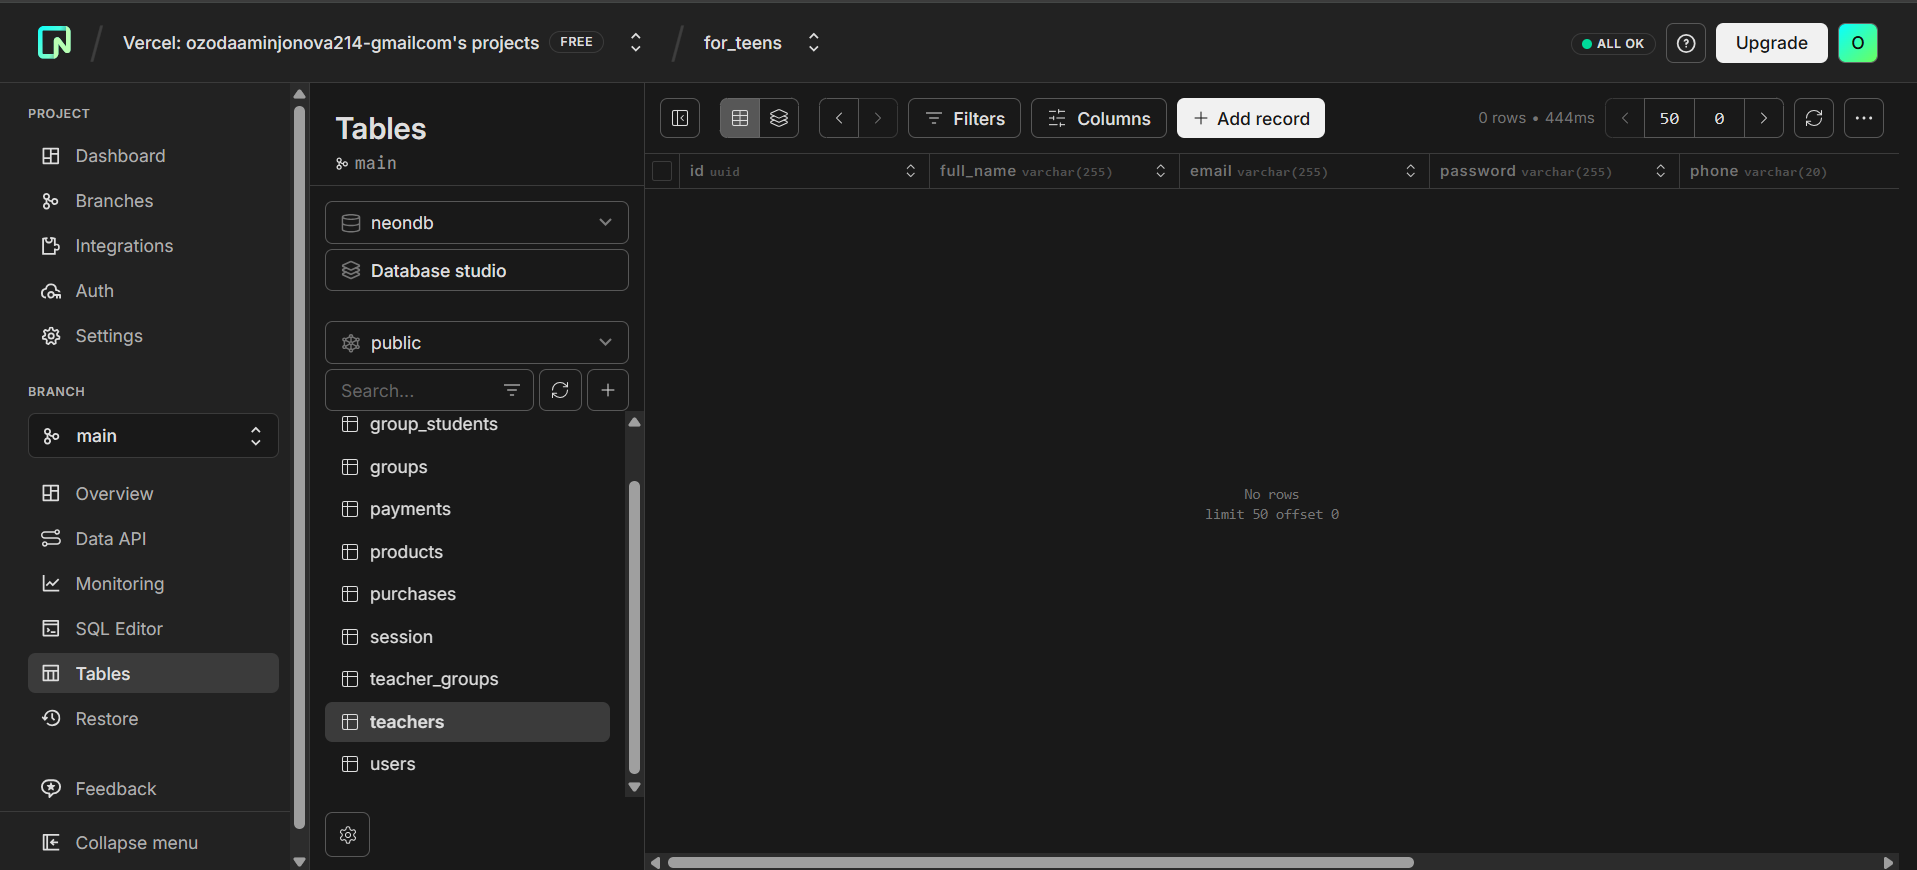 Vercel: ozodaaminjonova214-gmailcom's projects FREE
for_teens
ALL OK
Upgrade
O
PROJECT
Dashboard
Branches
Integrations
Auth
Settings
BRANCH
main
Overview
Data API
Monitoring
SQL Editor
Tables
Restore
Feedback
Collapse menu
Tables
main
neondb
Database studio
public
Search...
group_students
groups
payments
products
purchases
session
teacher_groups
teachers
users
Filters
Columns
+ Add record
0 rows • 444ms
50
0
id uuid
full_name varchar(255)
email varchar(255)
password varchar(255)
phone varchar(20)
No rows
limit 50 offset 0